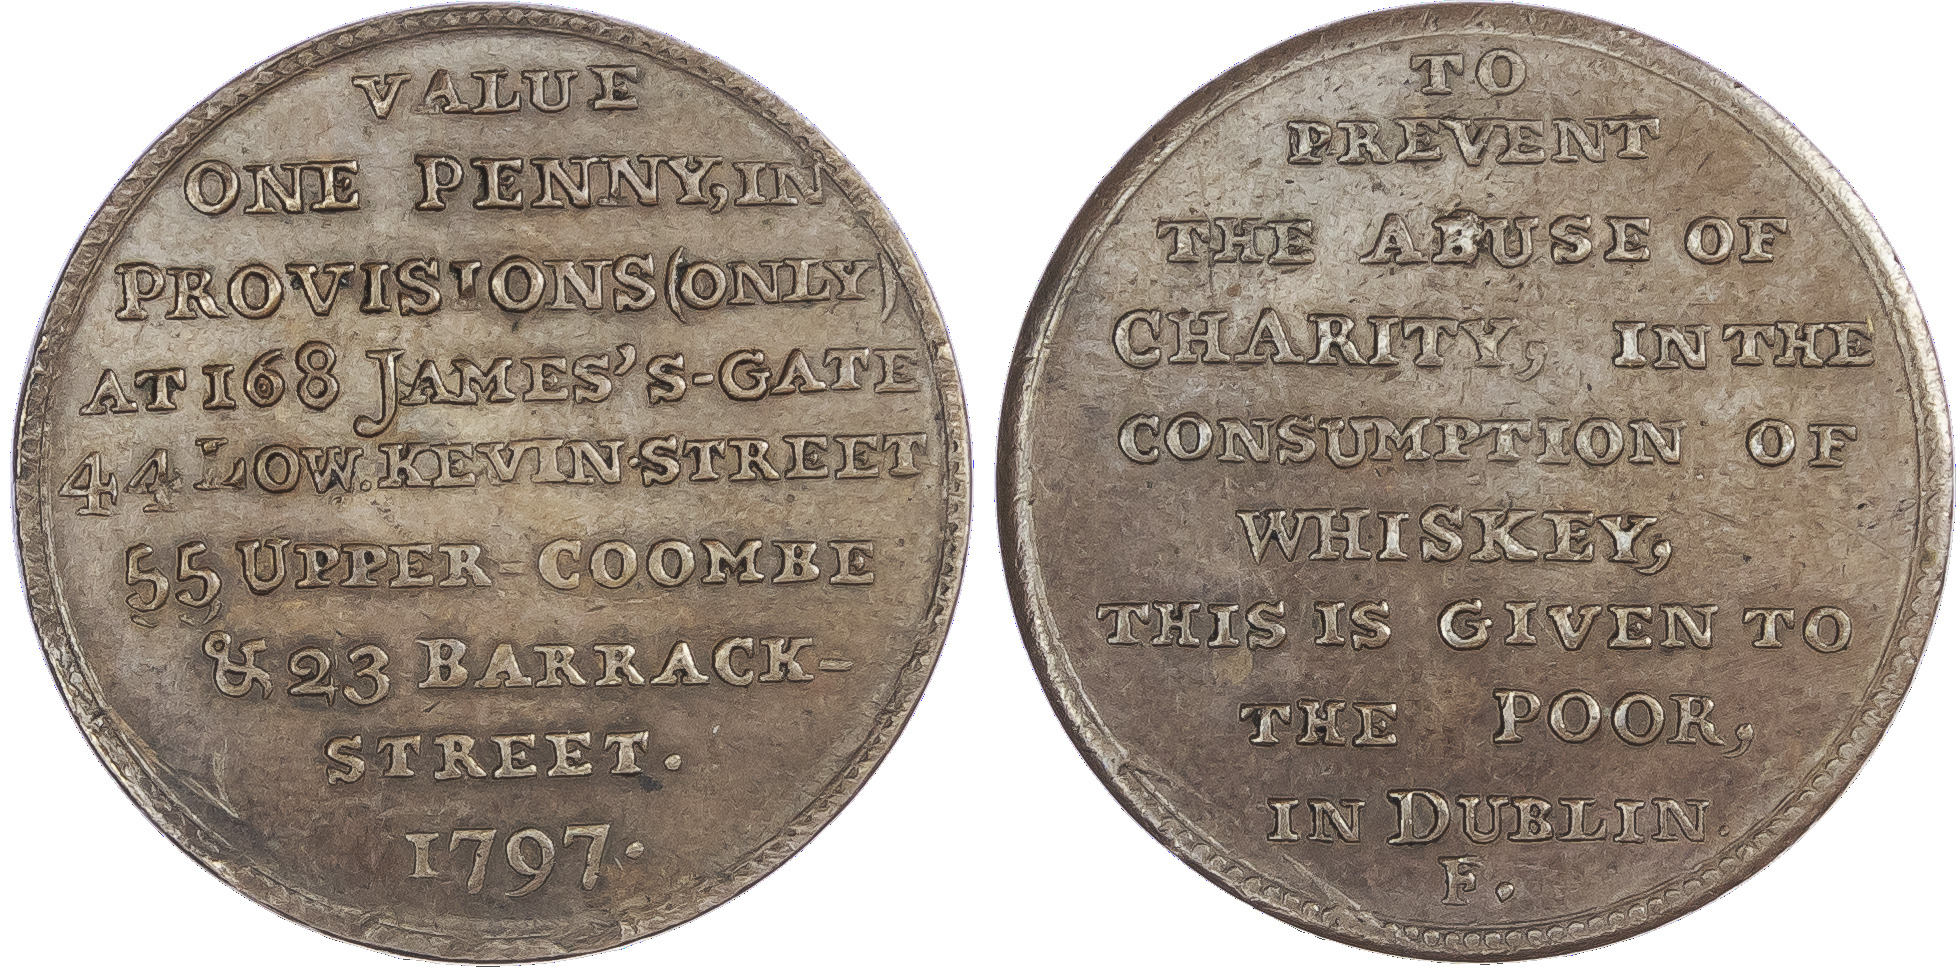 VALUE
ONE PENNY, IN
PROVISIONS (ONLY)
AT 168 JAMES'S-GATE
44 LOW. KEVIN-STREET
55 UPPER-COOMBE
& 23 BARRACK-
STREET.
1797.
TO
PREVENT
THE ABUSE OF
CHARITY, IN THE
CONSUMPTION OF
WHISKEY,
THIS IS GIVEN TO
THE POOR,
IN DUBLIN.
F.